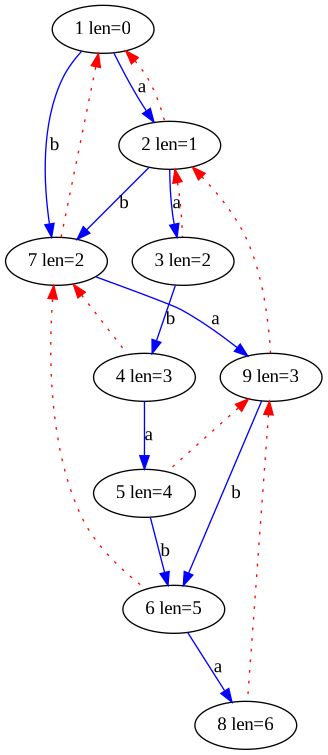 1 len=0
a
2 len=1
b
b
a
7 len=2
3 len=2
b
a
4 len=3
9 len=3
a
5 len=4
b
b
6 len=5
a
8 len=6